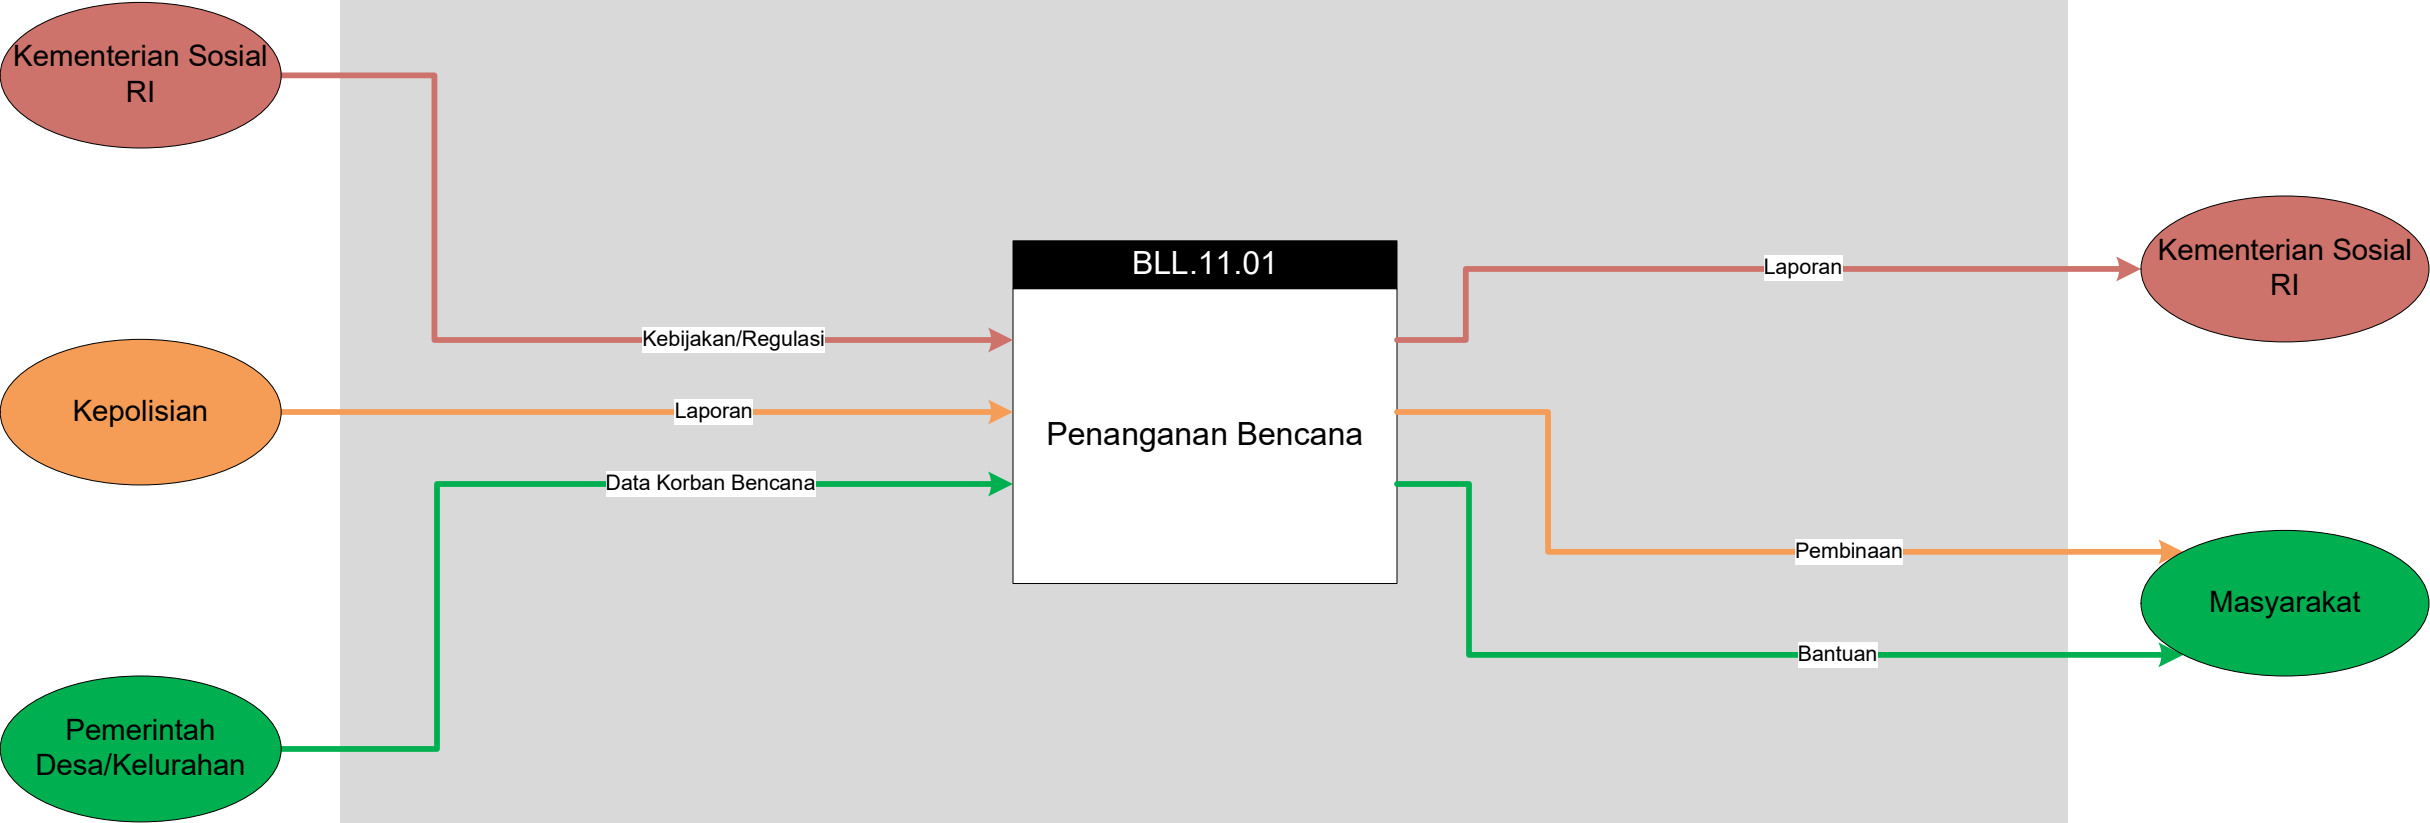 Kementerian Sosial
RI
Kepolisian
Pemerintah
Desa/Kelurahan
Kebijakan/Regulasi
Laporan
Data Korban Bencana
BLL.11.01
Penanganan Bencana
Laporan
Pembinaan
Bantuan
Kementerian Sosial
RI
Masyarakat